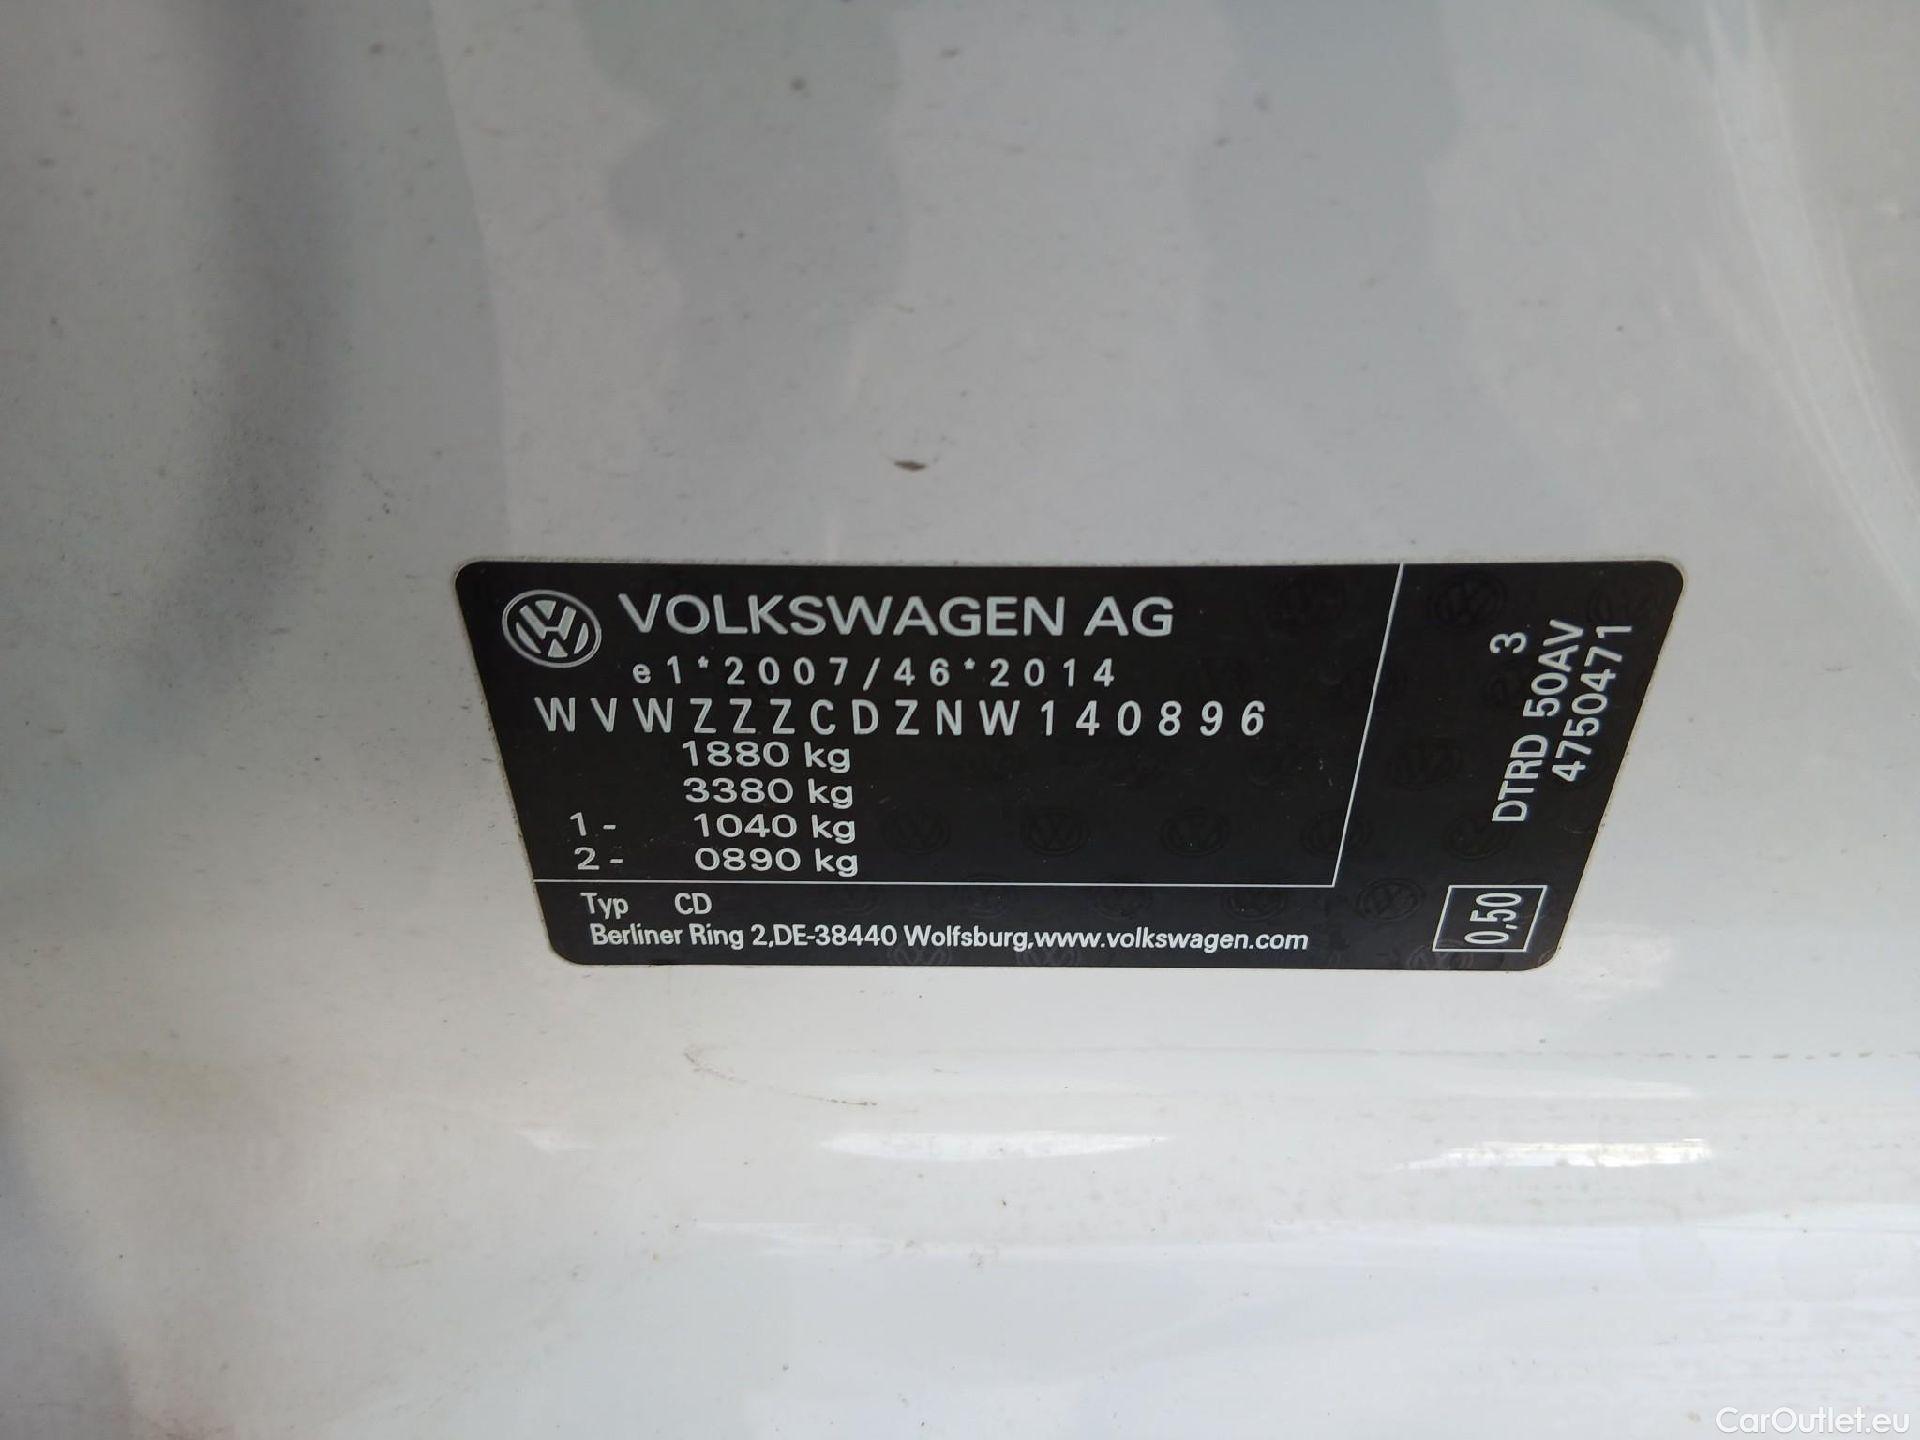 VOLKSWAGEN AG
e1*2007/46*2014
WVWZZZCDZNW140896
1880 kg
3380 kg
1- 1040 kg
2- 0890 kg
Typ CD
Berliner Ring 2,DE-38440 Wolfsburg,www.volkswagen.com
3
DTRD 50AV
47504471
0,50
CarOutlet.eu